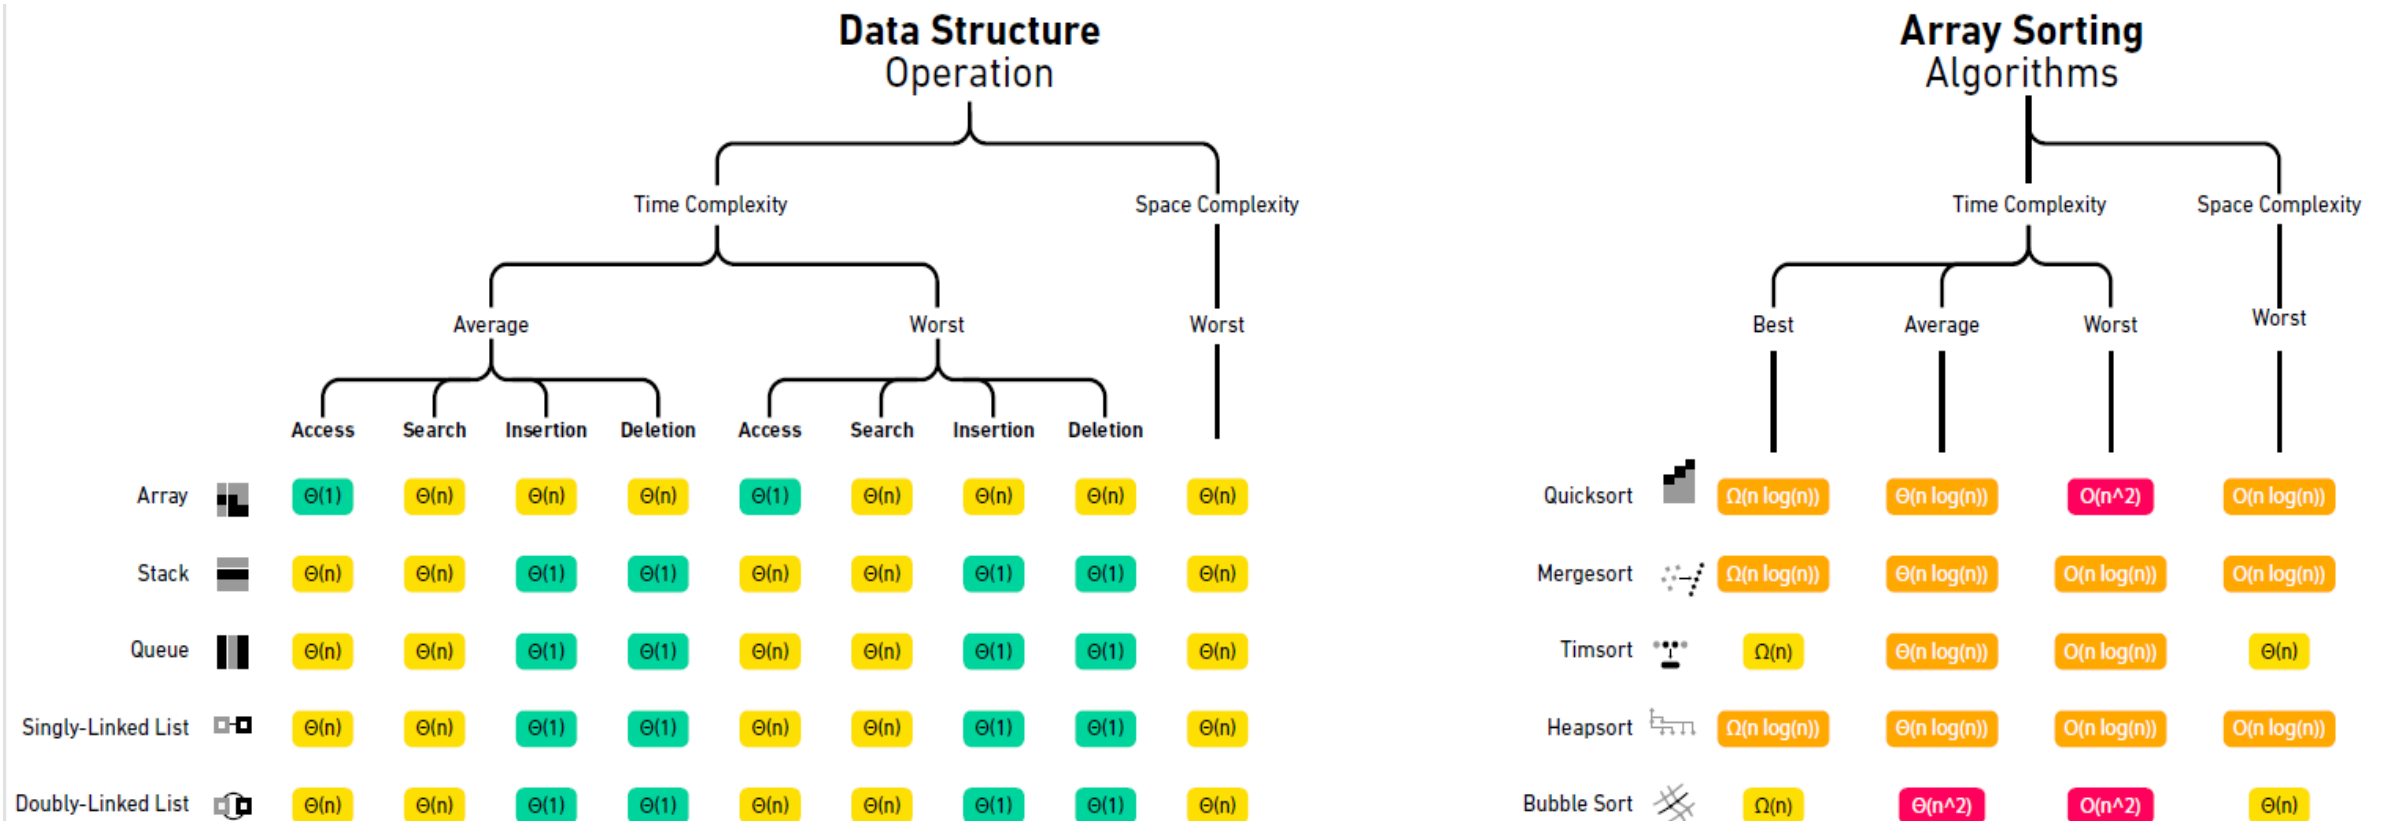 Data Structure
Operation
Time Complexity
Space Complexity
Average
Worst
Worst
Access Search Insertion Deletion Access Search Insertion Deletion
Array Θ(1) Θ(n) Θ(n) Θ(n) Θ(1) Θ(n) Θ(n) Θ(n) Θ(n)
Stack Θ(n) Θ(n) Θ(1) Θ(1) Θ(n) Θ(n) Θ(1) Θ(1) Θ(n)
Queue Θ(n) Θ(n) Θ(1) Θ(1) Θ(n) Θ(n) Θ(1) Θ(1) Θ(n)
Singly-Linked List Θ(n) Θ(n) Θ(1) Θ(1) Θ(n) Θ(n) Θ(1) Θ(1) Θ(n)
Doubly-Linked List Θ(n) Θ(n) Θ(1) Θ(1) Θ(n) Θ(n) Θ(1) Θ(1) Θ(n)
Array Sorting
Algorithms
Time Complexity
Space Complexity
Best
Average
Worst
Worst
Quicksort Ω(n log(n)) Θ(n log(n)) O(n^2) O(n log(n))
Mergesort Ω(n log(n)) Θ(n log(n)) O(n log(n)) O(n log(n))
Timsort Ω(n) Θ(n log(n)) O(n log(n)) Θ(n)
Heapsort Ω(n log(n)) Θ(n log(n)) O(n log(n)) O(n log(n))
Bubble Sort Ω(n) Θ(n^2) O(n^2) Θ(n)